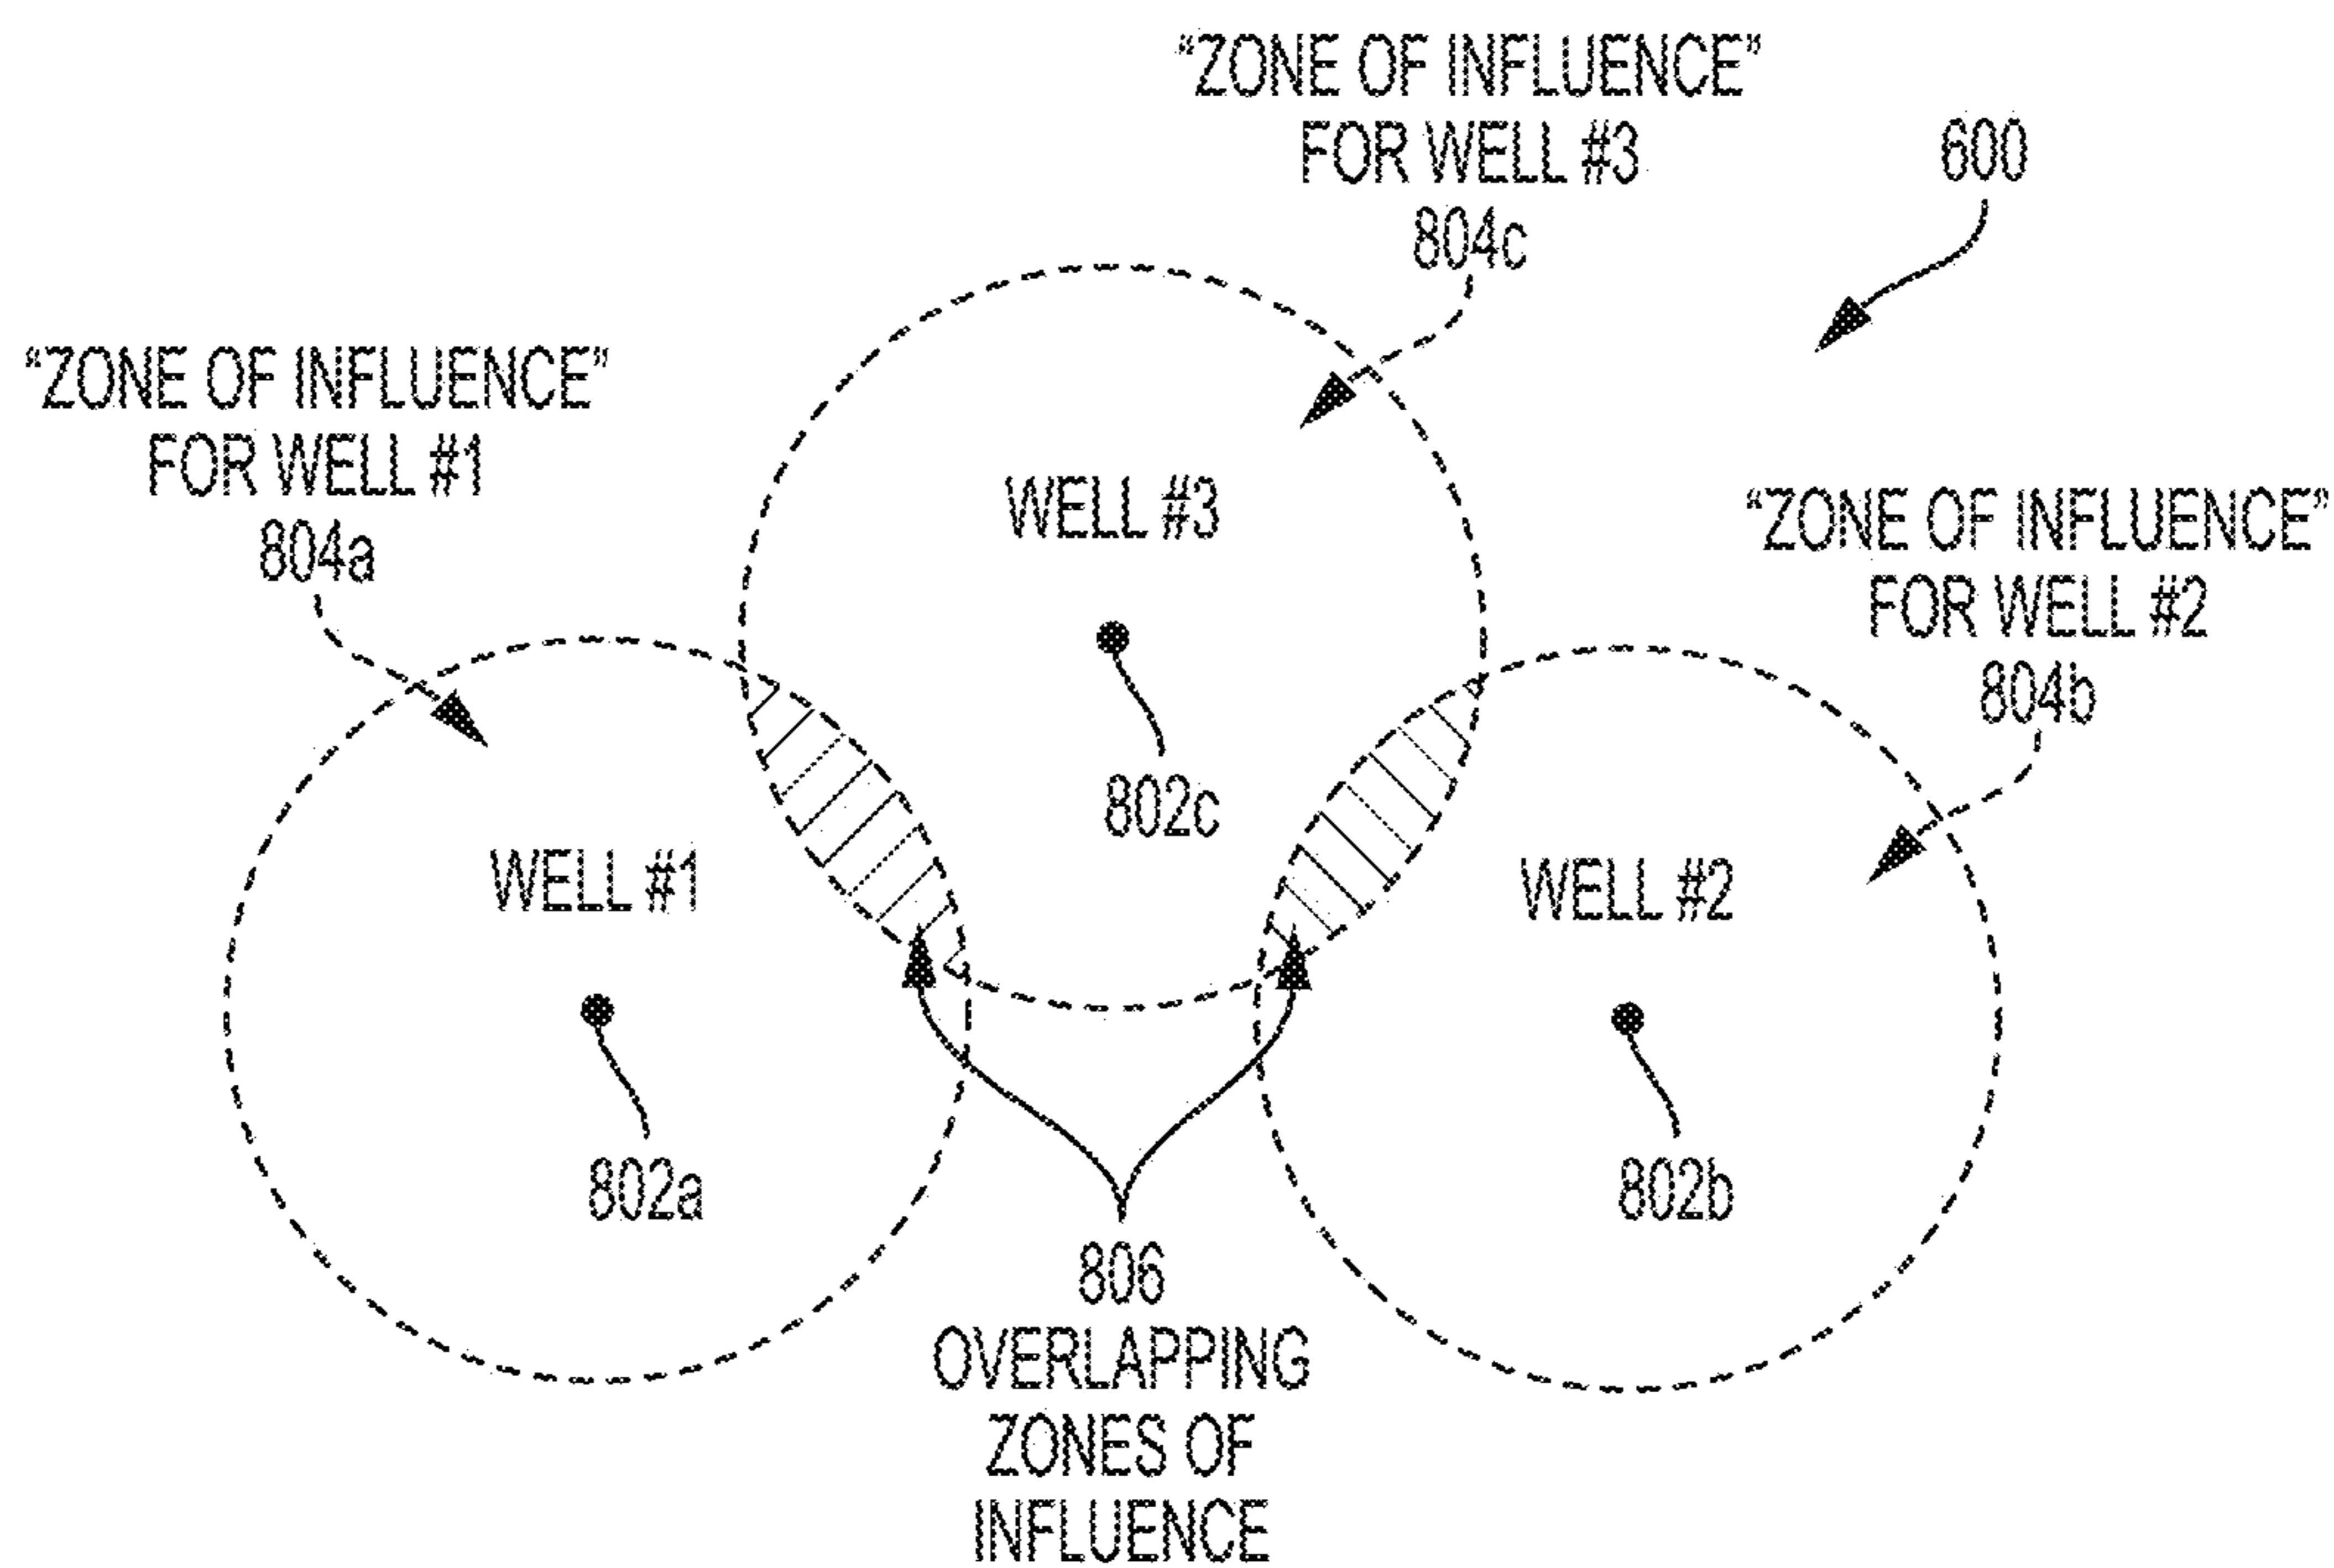 “ZONE OF INFLUENCE”
FOR WELL #3
804c
600
“ZONE OF INFLUENCE”
FOR WELL #1
804a
WELL #3
“ZONE OF INFLUENCE”
FOR WELL #2
804b
802c
WELL #1
WELL #2
802a
802b
806
OVERLAPPING
ZONES OF
INFLUENCE